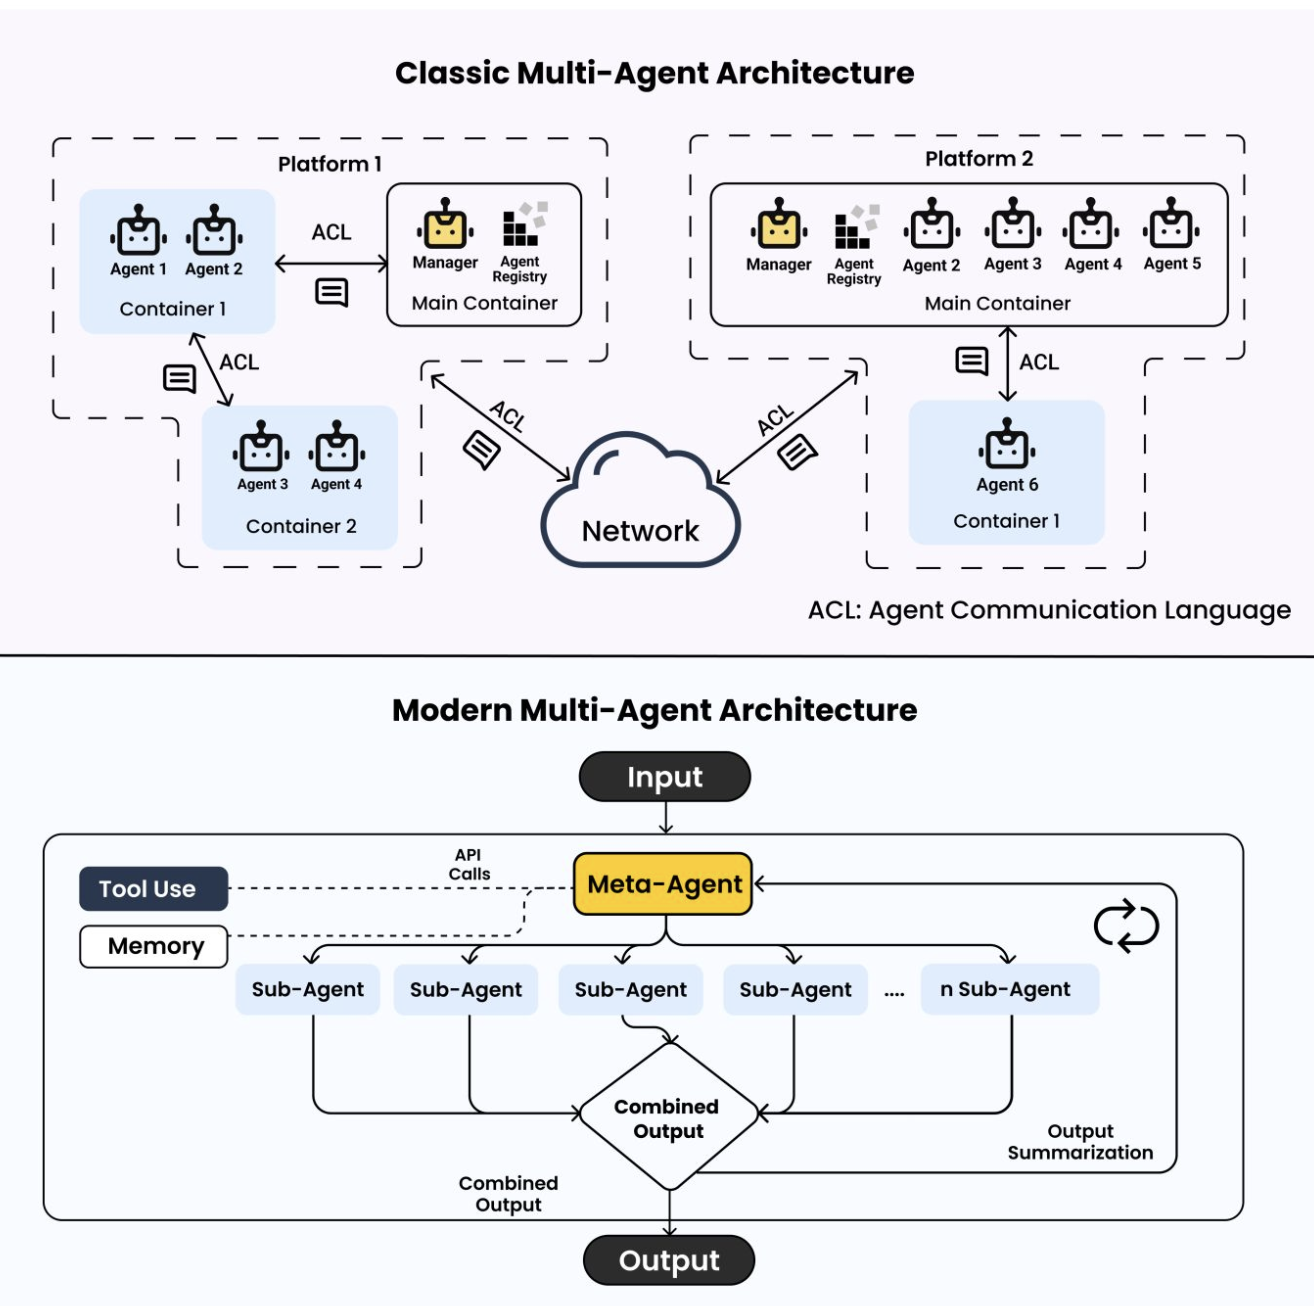 Classic Multi-Agent Architecture
Platform 1
Agent 1
Agent 2
Container 1
ACL
Manager
Agent
Registry
Main Container
ACL
Agent 3
Agent 4
Container 2
ACL
Network
ACL
Platform 2
Manager
Agent
Registry
Agent 2
Agent 3
Agent 4
Agent 5
Main Container
ACL
Agent 6
Container 1
ACL: Agent Communication Language
Modern Multi-Agent Architecture
Input
Tool Use
API
Calls
Meta-Agent
Memory
Sub-Agent
Sub-Agent
Sub-Agent
Sub-Agent
....
n Sub-Agent
Combined
Output
Output
Summarization
Combined
Output
Output